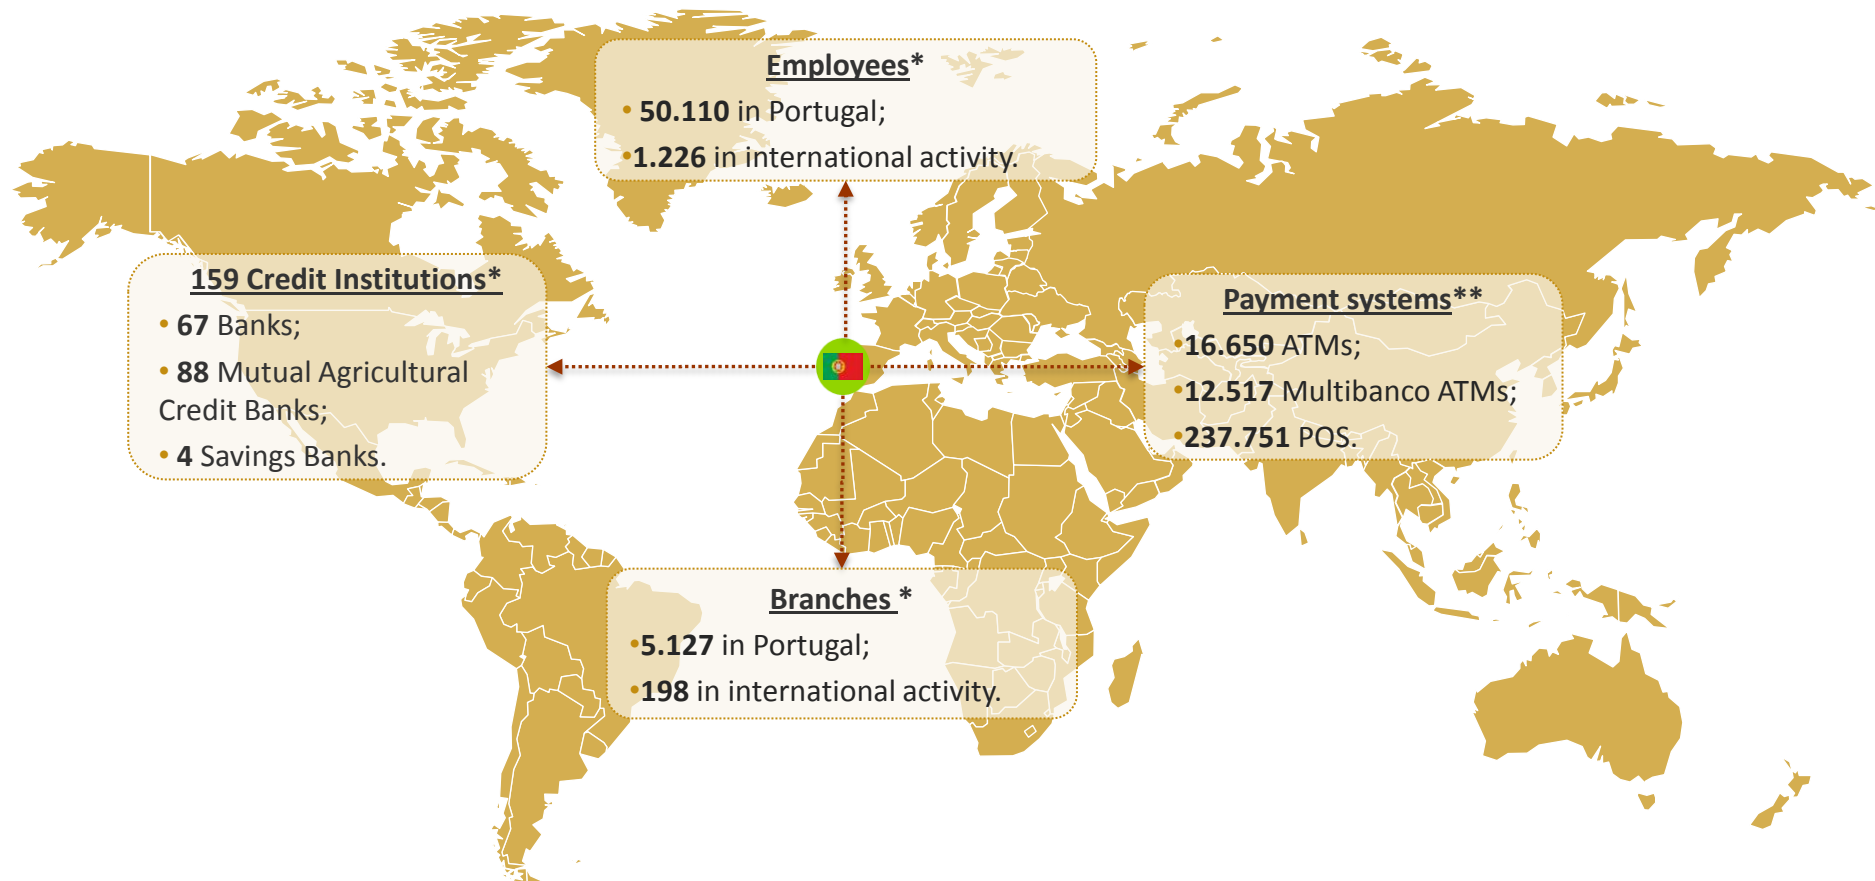 Employees*
• 50.110 in Portugal;
•1.226 in international activity.
159 Credit Institutions*
• 67 Banks;
• 88 Mutual Agricultural
Credit Banks;
• 4 Savings Banks.
Payment systems**
•16.650 ATMs;
•12.517 Multibanco ATMs;
•237.751 POS.
Branches *
•5.127 in Portugal;
•198 in international activity.